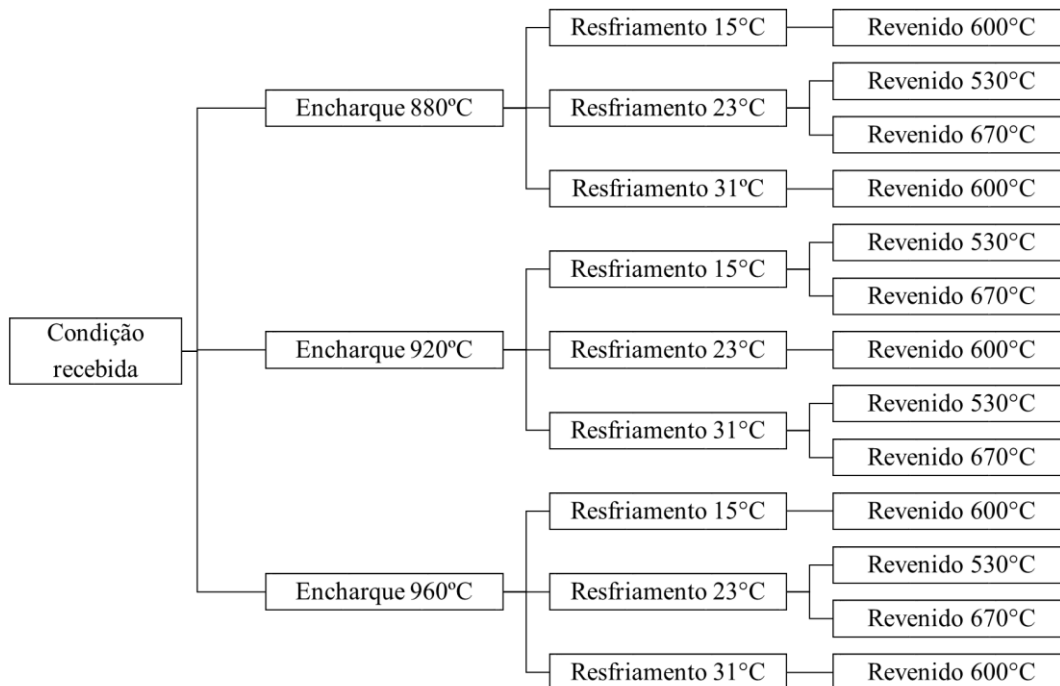 Resfriamento 15°C
Revenido 600°C
Revenido 530°C
Encharque 880ºC
Resfriamento 23°C
Revenido 670°C
Resfriamento 31ºC
Revenido 600°C
Revenido 530°C
Resfriamento 15°C
Revenido 670°C
Condição
recebida
Encharque 920ºC
Resfriamento 23°C
Revenido 600°C
Revenido 530°C
Resfriamento 31°C
Revenido 670°C
Resfriamento 15°C
Revenido 600°C
Revenido 530°C
Encharque 960ºC
Resfriamento 23°C
Revenido 670°C
Resfriamento 31°C
Revenido 600°C